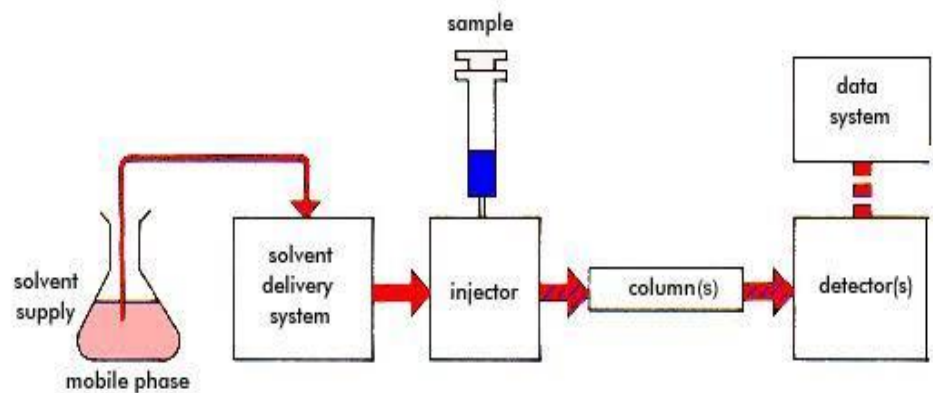 sample
data
system
solvent
supply
mobile phase
solvent
delivery
system
injector
column(s)
detector(s)